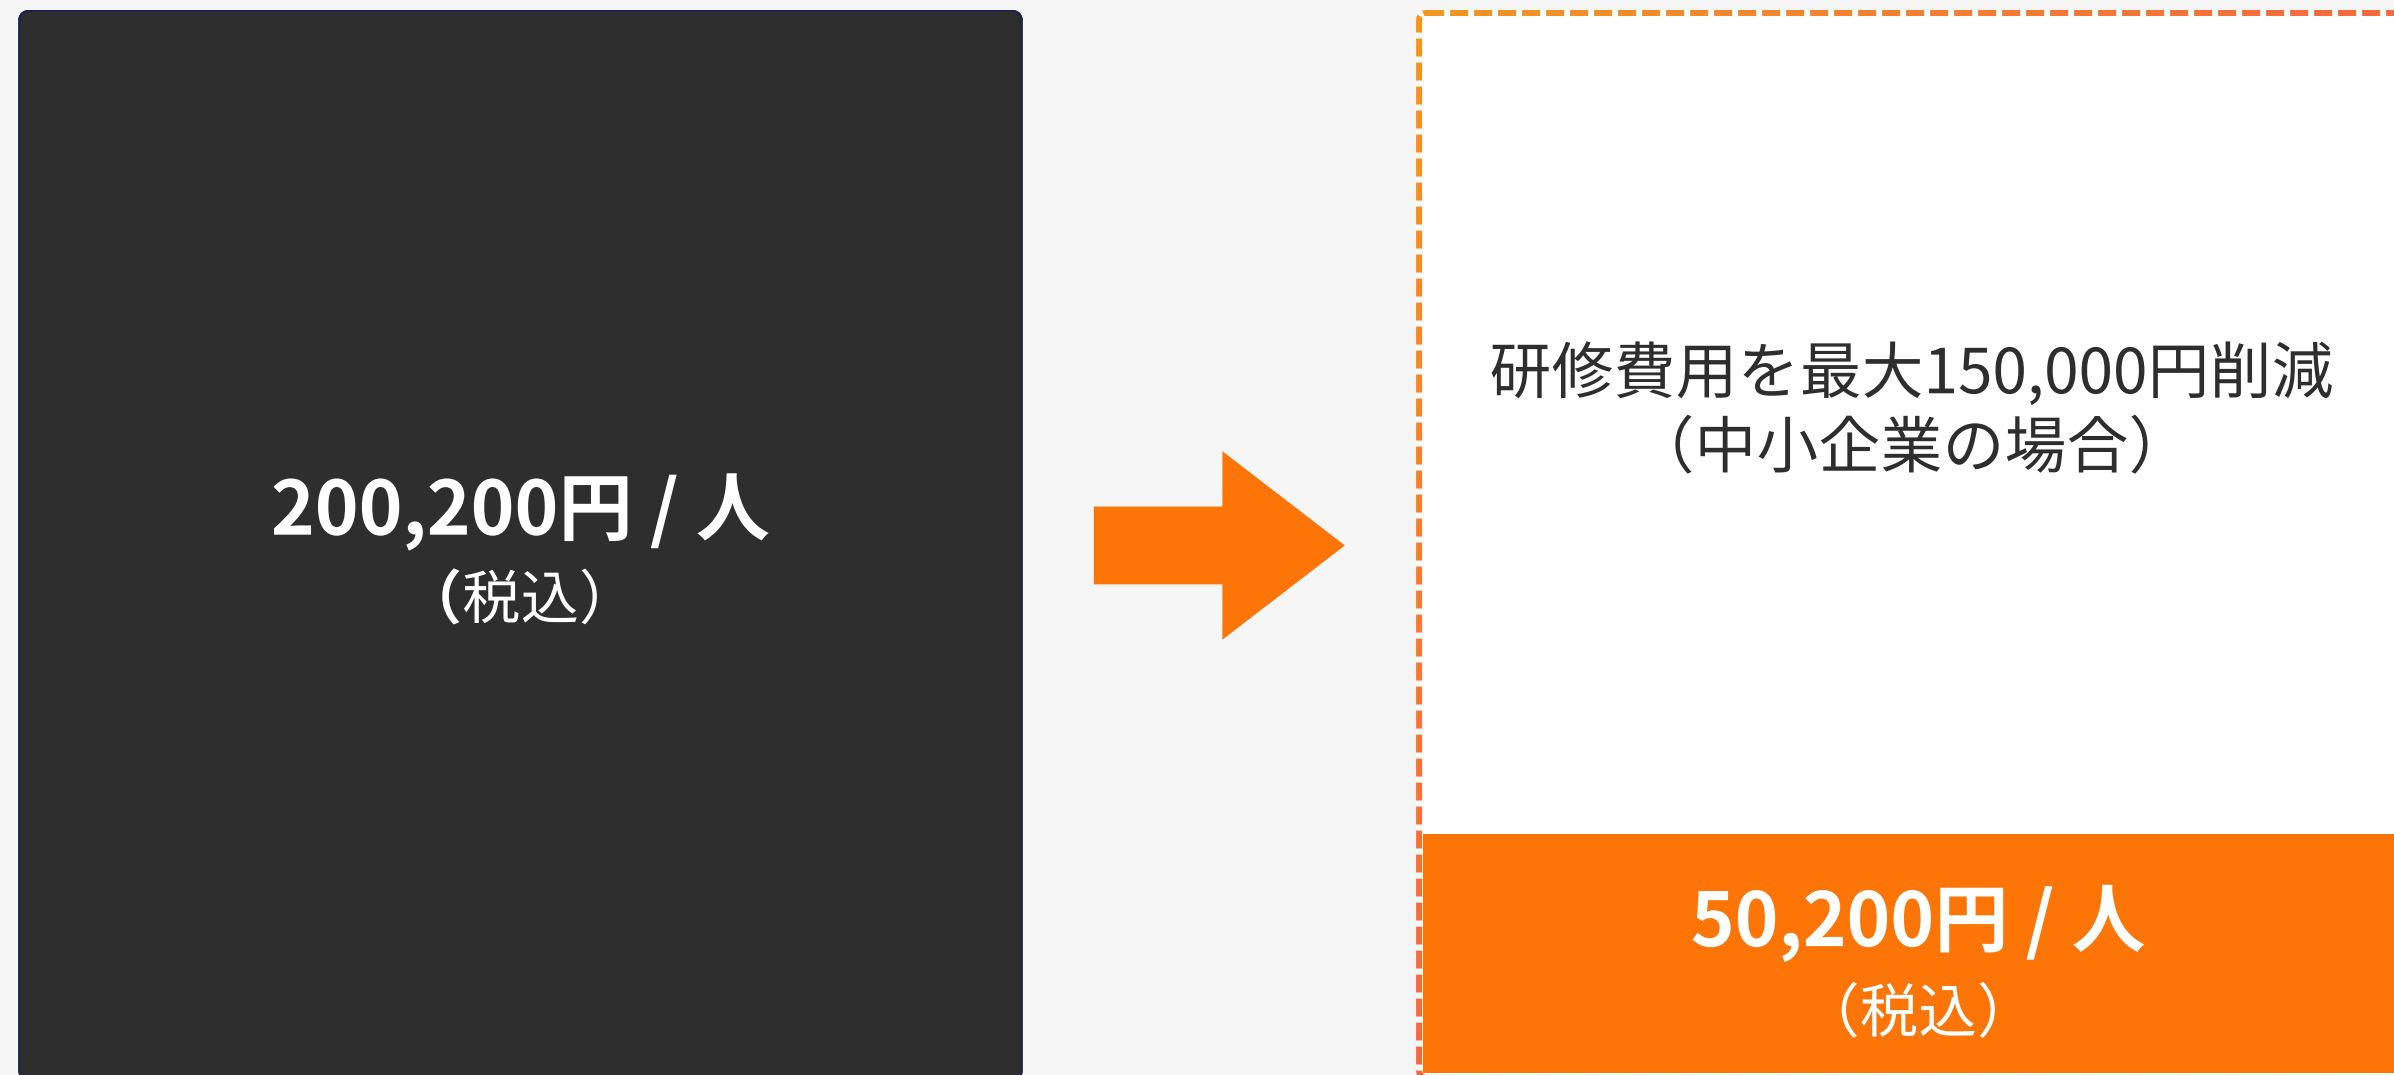 200,200円 / 人
（税込）
研修費用を最大150,000円削減
（中小企業の場合）
50,200円 / 人
（税込）